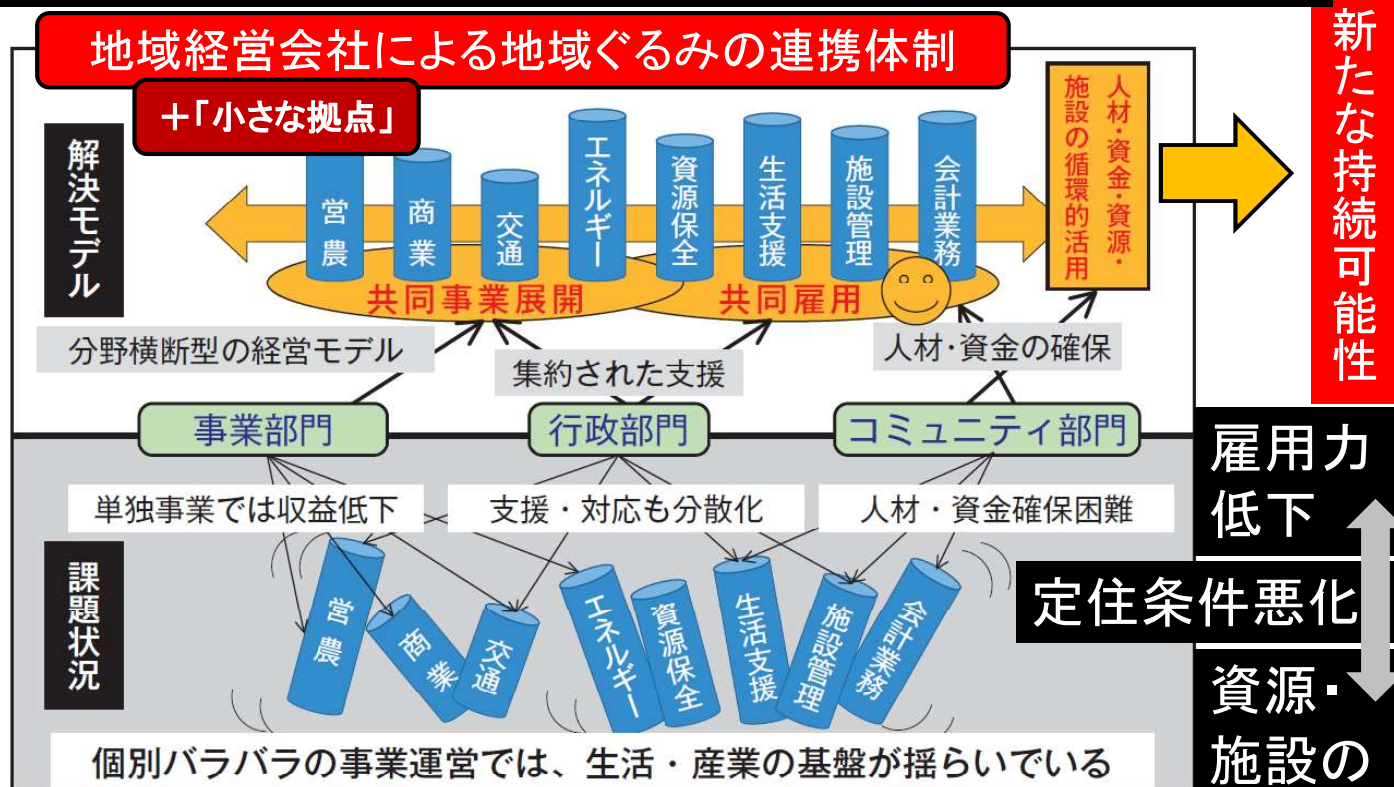 地域経営会社による地域ぐるみの連携体制
+「小さな拠点」
新たな持続可能性
解決モデル
営農
商業
交通
エネルギー
資源保全
生活支援
施設管理
会計業務
人材・資金・資源・
施設の循環的活用
共同事業展開
共同雇用
分野横断型の経営モデル
集約された支援
人材・資金の確保
事業部門
行政部門
コミュニティ部門
単独事業では収益低下
支援・対応も分散化
人材・資金確保困難
課題状況
営農
商業
交通
エネルギー
資源保全
生活支援
施設管理
会計業務
個別バラバラの事業運営では、生活・産業の基盤が揺らいでいる
雇用力
低下
定住条件悪化
資源・
施設の